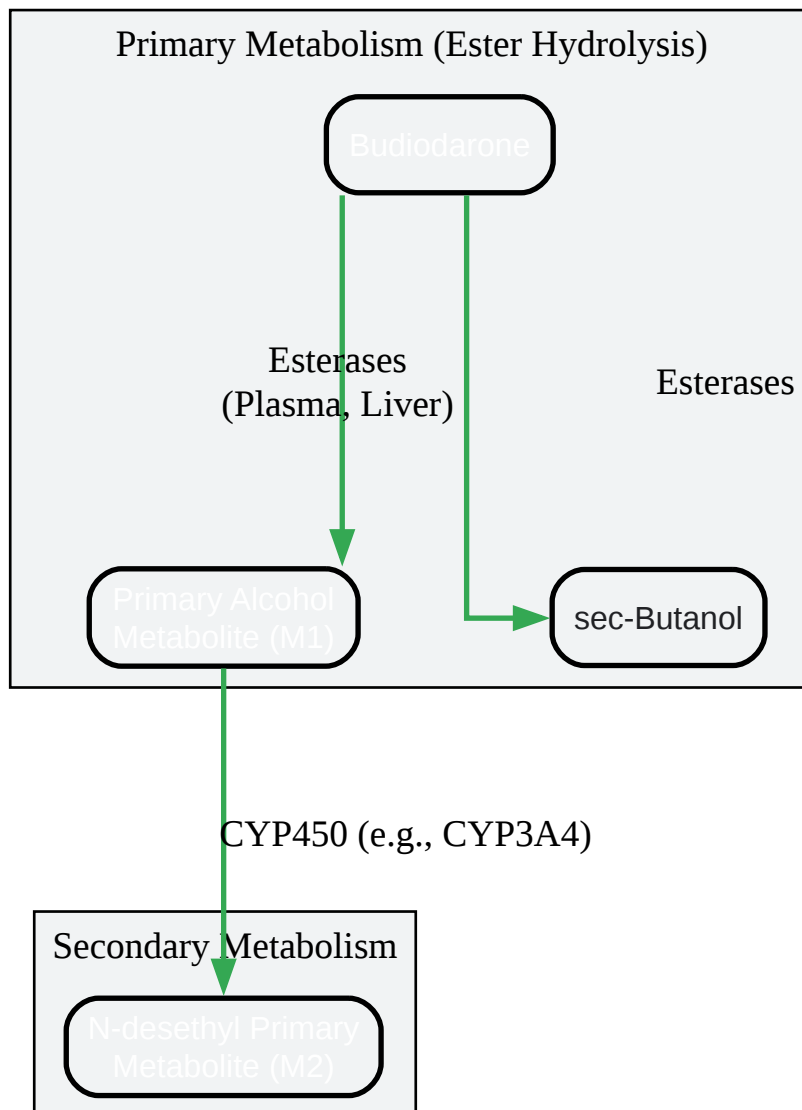 Primary Metabolism (Ester Hydrolysis)
Budiodarone
Esterases
(Plasma, Liver)
Esterases
Primary Alcohol
Metabolite (M1)
sec-Butanol
CYP450 (e.g., CYP3A4)
Secondary Metabolism
N-desethyl Primary
Metabolite (M2)